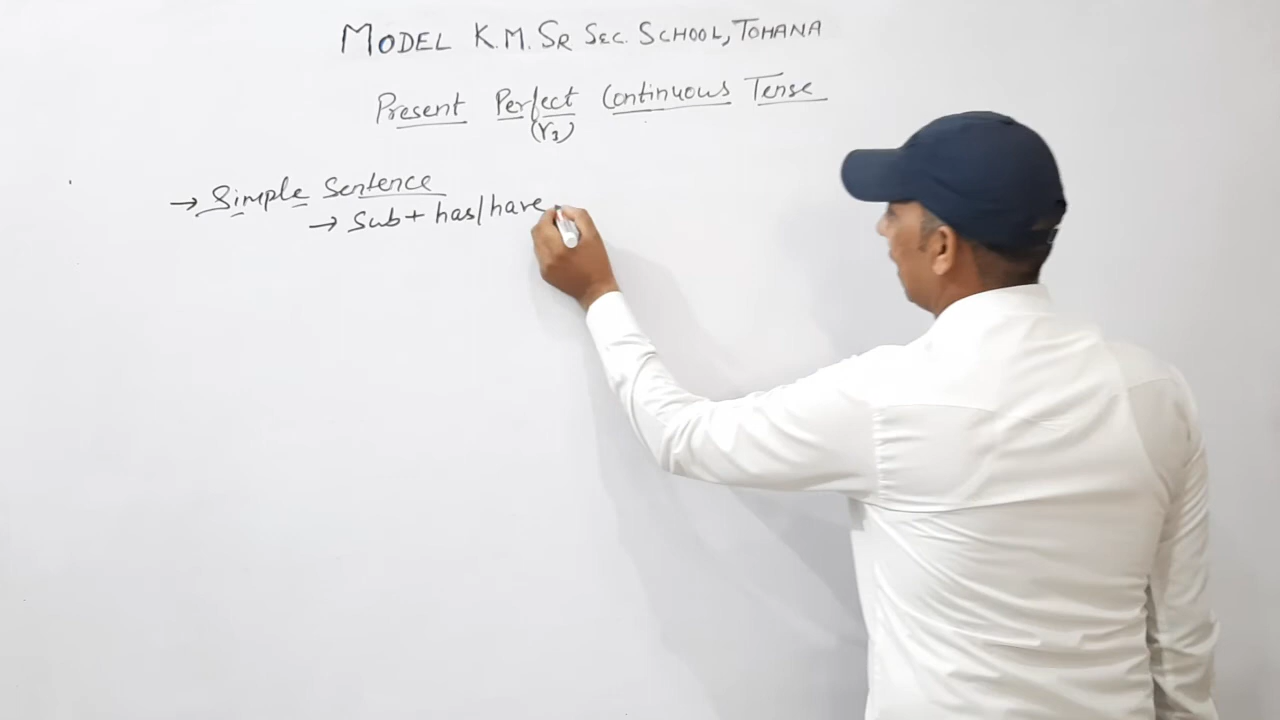 MODEL K.M. SR SEC. SCHOOL, TOHANA
Present Perfect Continuous Tense
(V3)
→ Simple Sentence
→ Sub + has/have